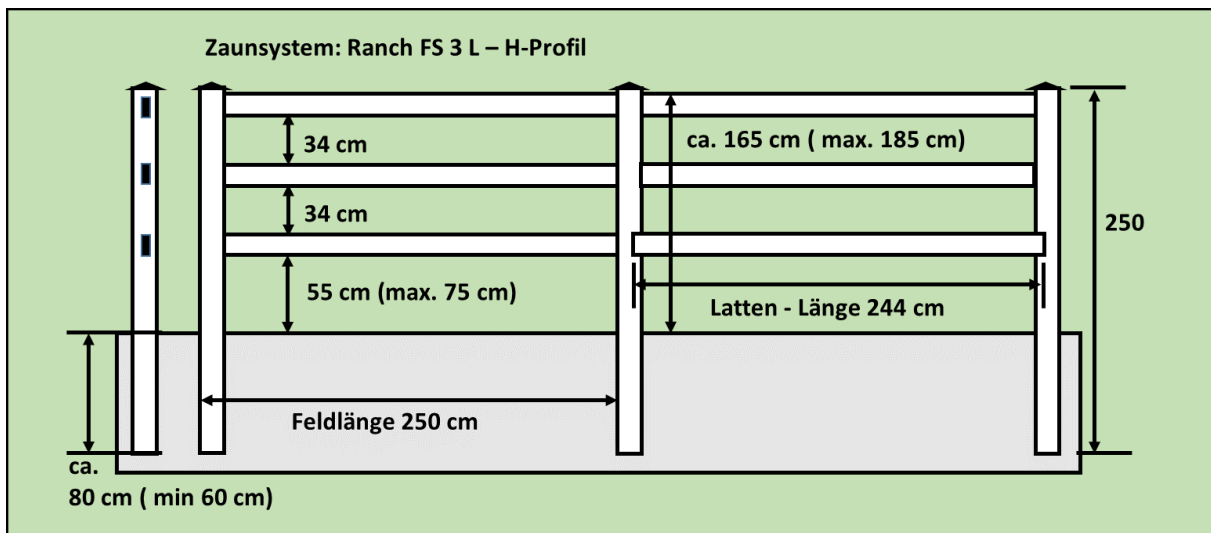 Zaunsystem: Ranch FS 3 L – H-Profil
34 cm
ca. 165 cm ( max. 185 cm)
34 cm
250
55 cm (max. 75 cm)
Latten - Länge 244 cm
Feldlänge 250 cm
ca.
80 cm ( min 60 cm)